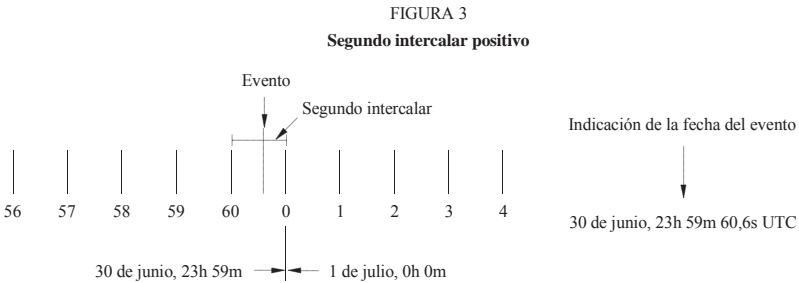 FIGURA 3
Segundo intercalar positivo
Evento
Segundo intercalar
Indicación de la fecha del evento
56 57 58 59 60 0 1 2 3 4
30 de junio, 23h 59m 60,6s UTC
30 de junio, 23h 59m 1 de julio, 0h 0m